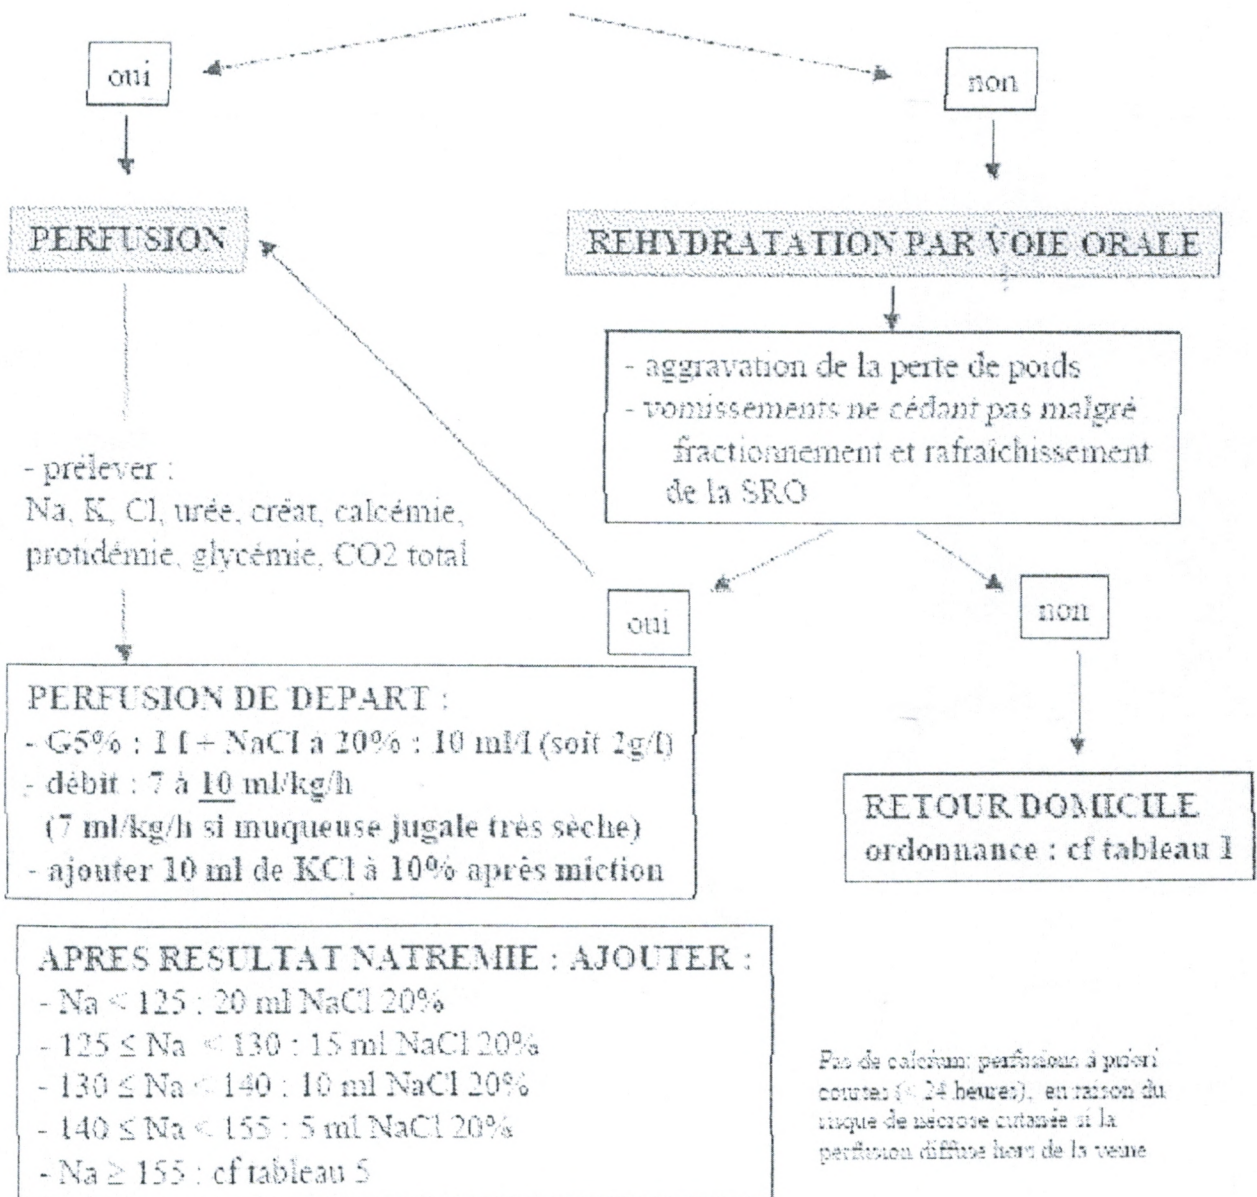 oui
non
PERFUSION
REHYDRATATION PAR VOIE ORALE
- aggravation de la perte de poids
- vomissements ne cédant pas malgré
fractionnement et rafraîchissement
de la SRO
- prélever :
Na, K, Cl, urée, créat, calcémie,
protidémie, glycémie, CO2 total
oui
non
PERFUSION DE DEPART :
- G5% : 1 l + NaCl à 20% : 10 ml/l (soit 2g/l)
- débit : 7 à 10 ml/kg/h
(7 ml/kg/h si muqueuse jugale très sèche)
- ajouter 10 ml de KCl à 10% après miction
RETOUR DOMICILE
ordonnance : cf tableau 1
APRES RESULTAT NATREMIE : AJOUTER :
- Na < 125 : 20 ml NaCl 20%
- 125 ≤ Na < 130 : 15 ml NaCl 20%
- 130 ≤ Na < 140 : 10 ml NaCl 20%
- 140 ≤ Na < 155 : 5 ml NaCl 20%
- Na ≥ 155 : cf tableau 5
Pas de calcium: perfusions à priori
courtes (< 24 heures), en raison du
risque de nécrose cutanée si la
perfusion diffuse hors de la veine